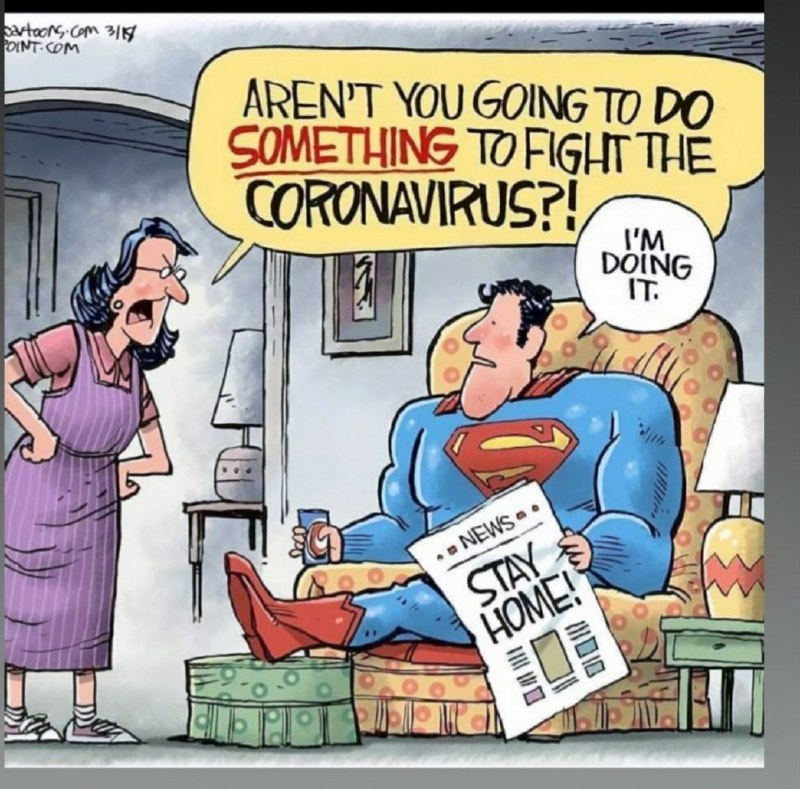 cartoons.com 3/18
POINT.COM
AREN'T YOU GOING TO DO
SOMETHING TO FIGHT THE
CORONAVIRUS?!
I'M
DOING
IT.
NEWS
STAY
HOME!